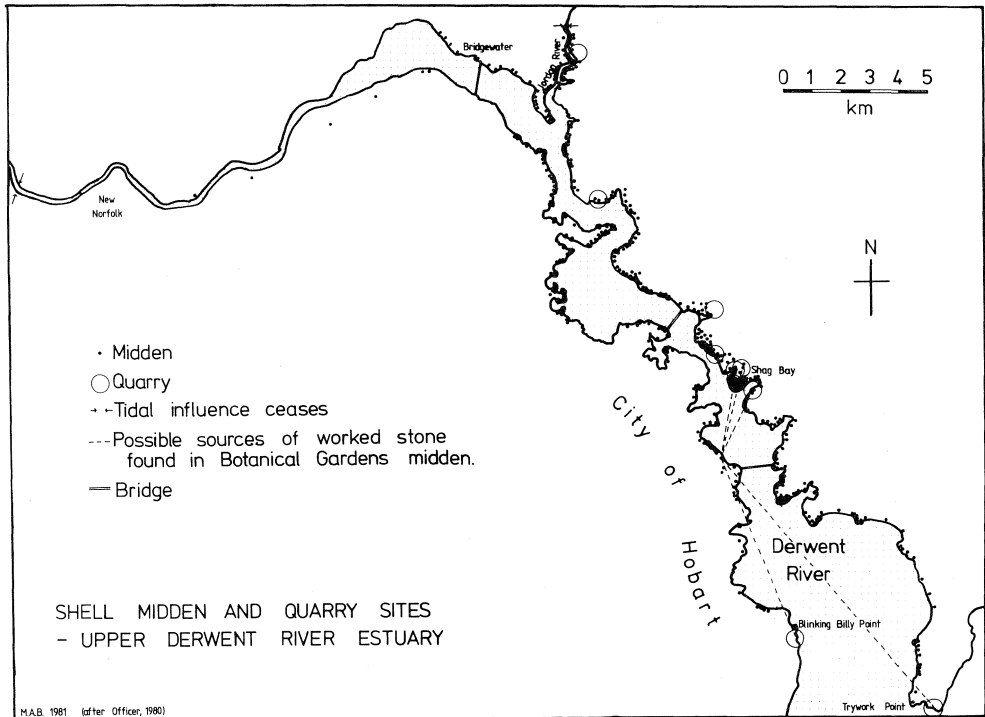 Bridgewater
Jordan River
0 1 2 3 4 5
km
New
Norfolk
N
• Midden
Quarry
→ ← Tidal influence ceases
--- Possible sources of worked stone
found in Botanical Gardens midden.
Bridge
Shag Bay
City of Hobart
Derwent
River
SHELL MIDDEN AND QUARRY SITES
- UPPER DERWENT RIVER ESTUARY
Blinking Billy Point
Trywork Point
M.A.B. 1981 (after Officer, 1980)